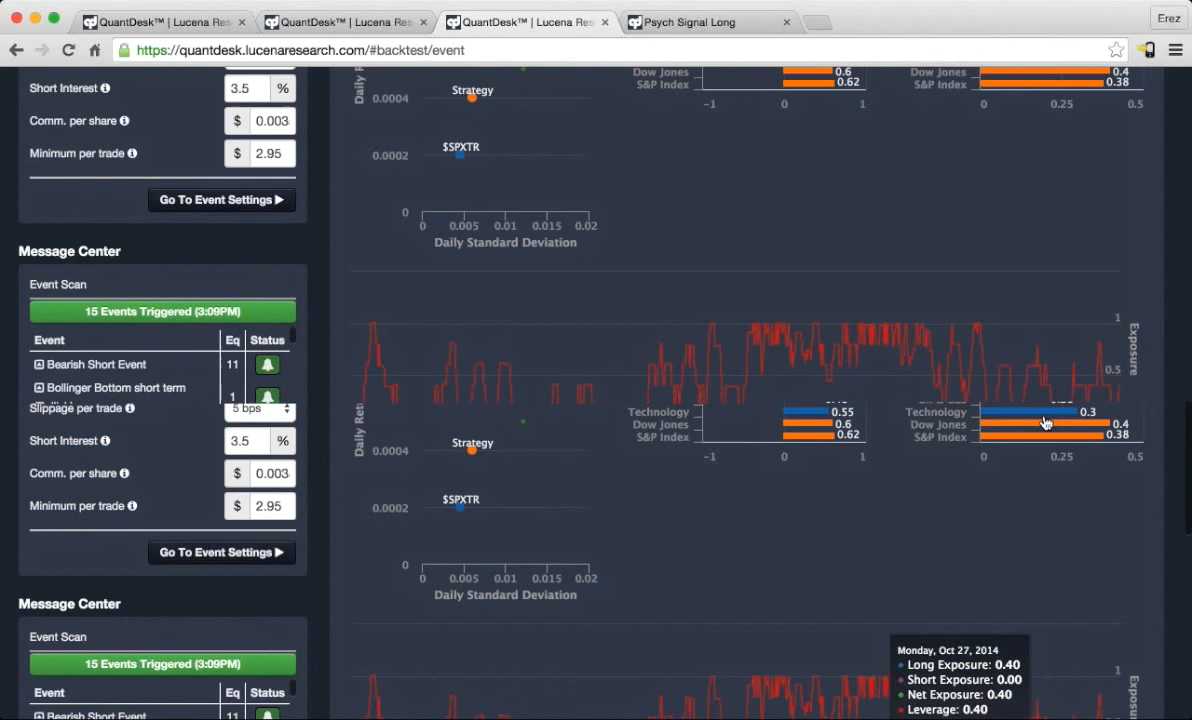 QuantDesk™ | Lucena Res
QuantDesk™ | Lucena Res
QuantDesk™ | Lucena Res
Psych Signal Long
Erez
https://quantdesk.lucenaresearch.com/#backtest/event
Short Interest
3.5 %
Comm. per share
$ 0.003
Minimum per trade
$ 2.95
Go To Event Settings
Message Center
Event Scan
15 Events Triggered (3:09PM)
Event Eq Status
Bearish Short Event 11
Bollinger Bottom short term 1
Slippage per trade
5 bps
Short Interest
3.5 %
Comm. per share
$ 0.003
Minimum per trade
$ 2.95
Go To Event Settings
Message Center
Event Scan
15 Events Triggered (3:09PM)
Event Eq Status
Bearish Short Event 11
Daily Re
0.0004
0.0002
0
Strategy
$SPXTR
0 0.005 0.01 0.015 0.02
Daily Standard Deviation
Dow Jones 0.6
S&P Index 0.62
-1 0 1
Dow Jones 0.4
S&P Index 0.38
0 0.25 0.5
1
0.5
Exposure
Daily Retu
0.0004
0.0002
0
Strategy
$SPXTR
0 0.005 0.01 0.015 0.02
Daily Standard Deviation
Technology 0.55
Dow Jones 0.6
S&P Index 0.62
-1 0 1
Technology 0.3
Dow Jones 0.4
S&P Index 0.38
0 0.25 0.5
1
Monday, Oct 27, 2014
Long Exposure: 0.40
Short Exposure: 0.00
Net Exposure: 0.40
Leverage: 0.40